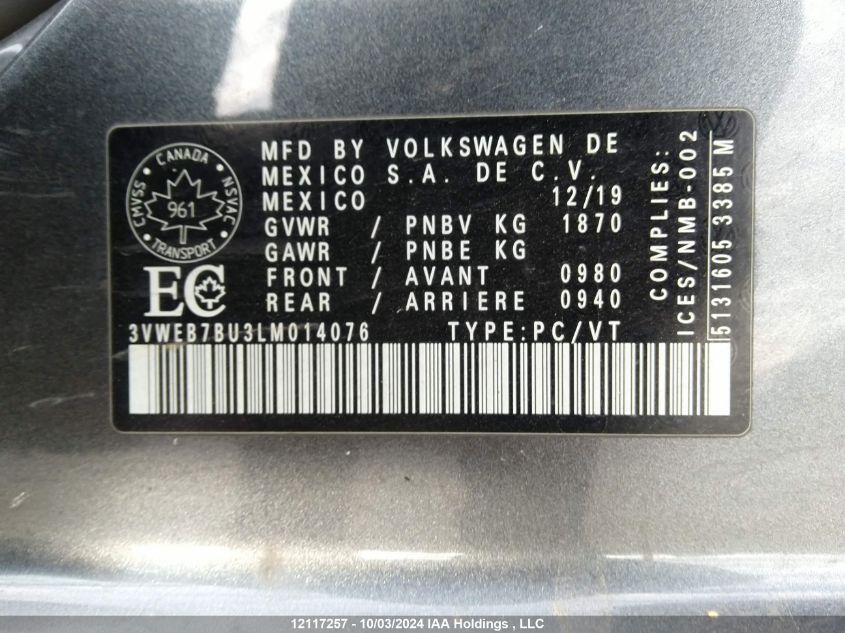 CANADA
CMVSS NSVAC
961
TRANSPORT
EC
MFD BY VOLKSWAGEN DE
MEXICO S.A. DE C.V.
MEXICO 12/19
GVWR / PNBV KG 1870
GAWR / PNBE KG
FRONT / AVANT 0980
REAR / ARRIERE 0940
3VWEB7BU3LM014076 TYPE:PC/VT
COMPLIES:
ICES/NMB-002
5131605 3385 M
12117257 - 10/03/2024 IAA Holdings , LLC